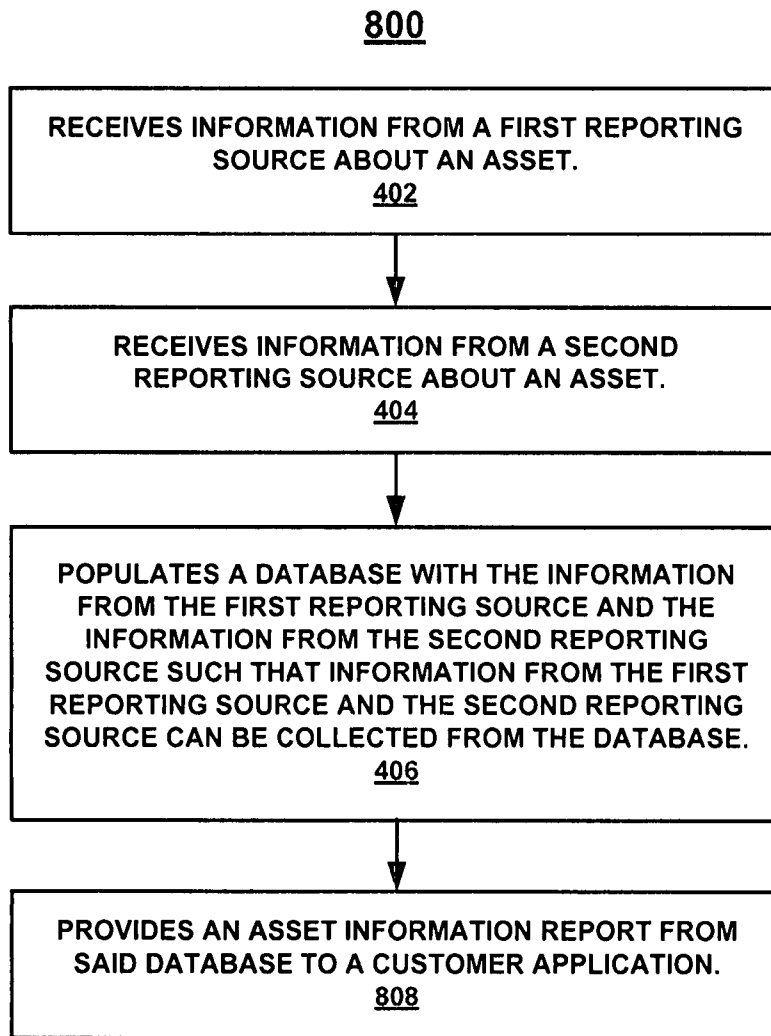 800
RECEIVES INFORMATION FROM A FIRST REPORTING
SOURCE ABOUT AN ASSET.
402
RECEIVES INFORMATION FROM A SECOND
REPORTING SOURCE ABOUT AN ASSET.
404
POPULATES A DATABASE WITH THE INFORMATION
FROM THE FIRST REPORTING SOURCE AND THE
INFORMATION FROM THE SECOND REPORTING
SOURCE SUCH THAT INFORMATION FROM THE FIRST
REPORTING SOURCE AND THE SECOND REPORTING
SOURCE CAN BE COLLECTED FROM THE DATABASE.
406
PROVIDES AN ASSET INFORMATION REPORT FROM
SAID DATABASE TO A CUSTOMER APPLICATION.
808